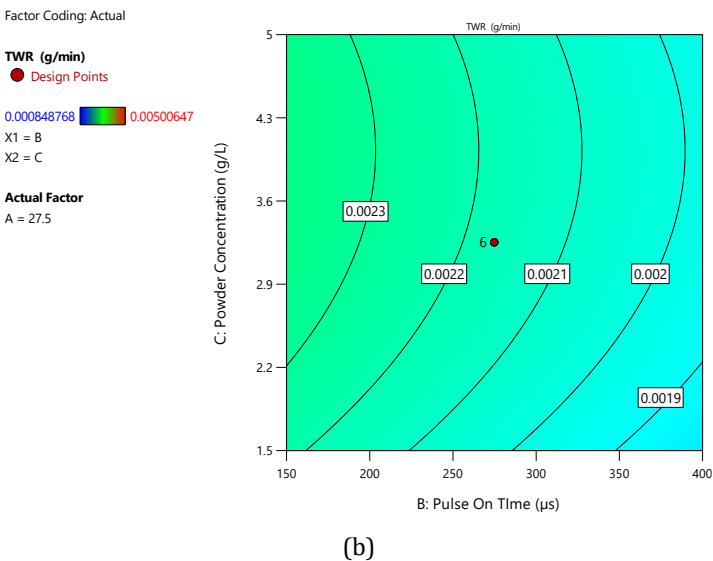 Factor Coding: Actual
TWR (g/min)
Design Points
0.000848768 0.00500647
X1 = B
X2 = C
Actual Factor
A = 27.5
TWR (g/min)
C: Powder Concentration (g/L)
5
4.3
3.6
2.9
2.2
1.5
0.0023
6
0.0022
0.0021
0.002
0.0019
150 200 250 300 350 400
B: Pulse On TIme (µs)
(b)